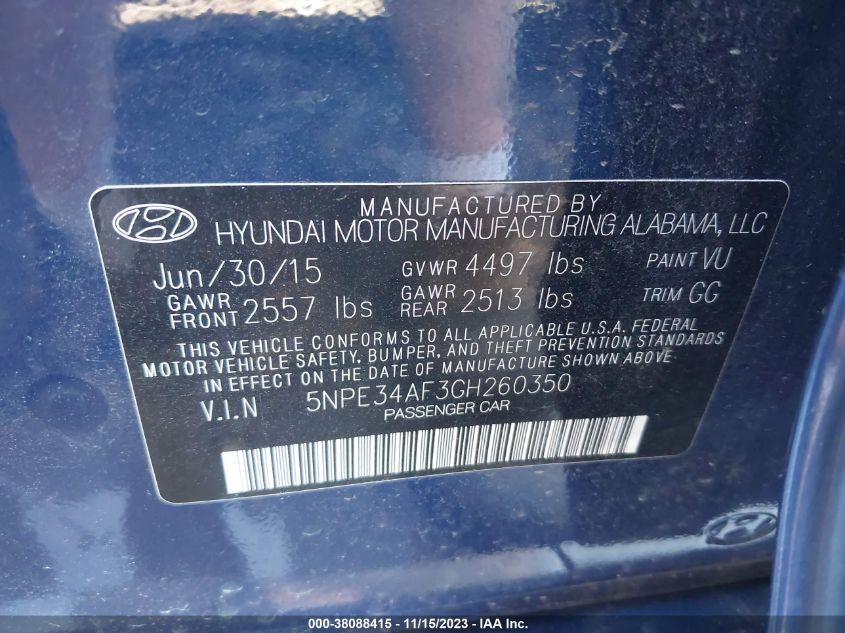 MANUFACTURED BY
HYUNDAI MOTOR MANUFACTURING ALABAMA, LLC
Jun/30/15 GVWR 4497 lbs PAINT VU
GAWR FRONT 2557 lbs GAWR REAR 2513 lbs TRIM GG
THIS VEHICLE CONFORMS TO ALL APPLICABLE U.S.A. FEDERAL
MOTOR VEHICLE SAFETY, BUMPER, AND THEFT PREVENTION STANDARDS
IN EFFECT ON THE DATE OF MANUFACTURE SHOWN ABOVE
V.I.N 5NPE34AF3GH260350
PASSENGER CAR
000-38088415 - 11/15/2023 - © IAA Inc.